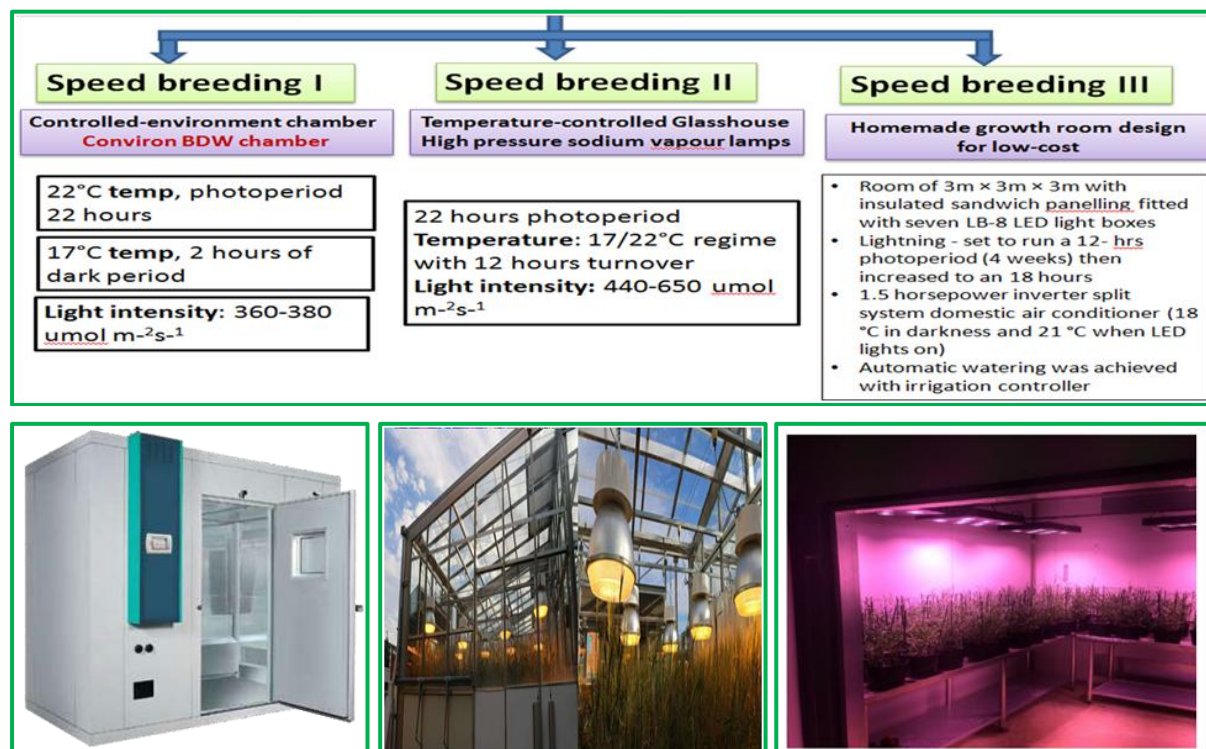 Speed breeding I
Controlled-environment chamber
Conviron BDW chamber
22°C temp, photoperiod
22 hours
17°C temp, 2 hours of
dark period
Light intensity: 360-380
umol m-²s-¹
Speed breeding II
Temperature-controlled Glasshouse
High pressure sodium vapour lamps
22 hours photoperiod
Temperature: 17/22°C regime
with 12 hours turnover
Light intensity: 440-650 umol
m-²s-¹
Speed breeding III
Homemade growth room design
for low-cost
• Room of 3m × 3m × 3m with
insulated sandwich panelling fitted
with seven LB-8 LED light boxes
• Lightning - set to run a 12- hrs
photoperiod (4 weeks) then
increased to an 18 hours
• 1.5 horsepower inverter split
system domestic air conditioner (18
°C in darkness and 21 °C when LED
lights on)
• Automatic watering was achieved
with irrigation controller